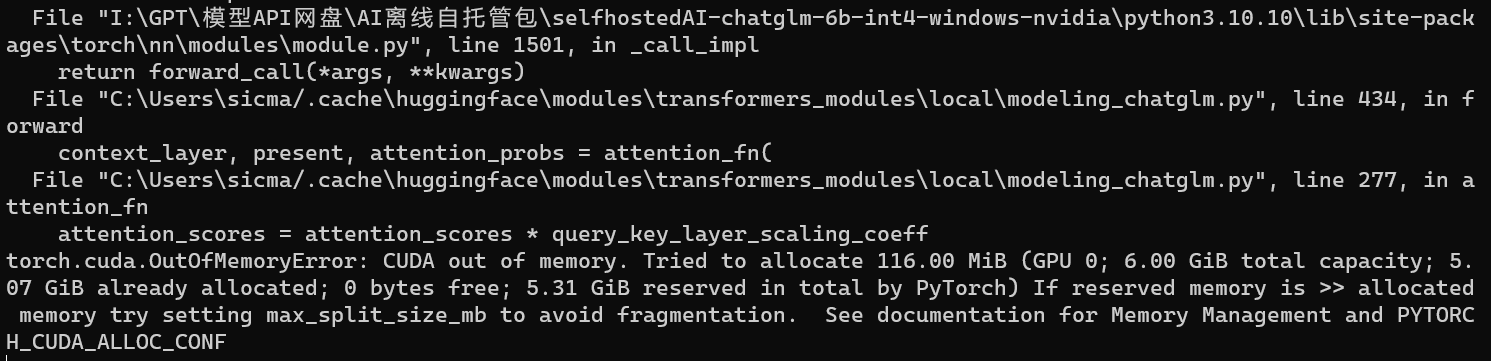 File "I:\GPT\模型API网盘\AI离线自托管包\selfhostedAI-chatglm-6b-int4-windows-nvidia\python3.10.10\lib\site-pack
ages\torch\nn\modules\module.py", line 1501, in _call_impl
    return forward_call(*args, **kwargs)
  File "C:\Users\sicma/.cache\huggingface\modules\transformers_modules\local\modeling_chatglm.py", line 434, in f
orward
    context_layer, present, attention_probs = attention_fn(
  File "C:\Users\sicma/.cache\huggingface\modules\transformers_modules\local\modeling_chatglm.py", line 277, in a
ttention_fn
    attention_scores = attention_scores * query_key_layer_scaling_coeff
torch.cuda.OutOfMemoryError: CUDA out of memory. Tried to allocate 116.00 MiB (GPU 0; 6.00 GiB total capacity; 5.
07 GiB already allocated; 0 bytes free; 5.31 GiB reserved in total by PyTorch) If reserved memory is >> allocated
 memory try setting max_split_size_mb to avoid fragmentation.  See documentation for Memory Management and PYTORC
H_CUDA_ALLOC_CONF